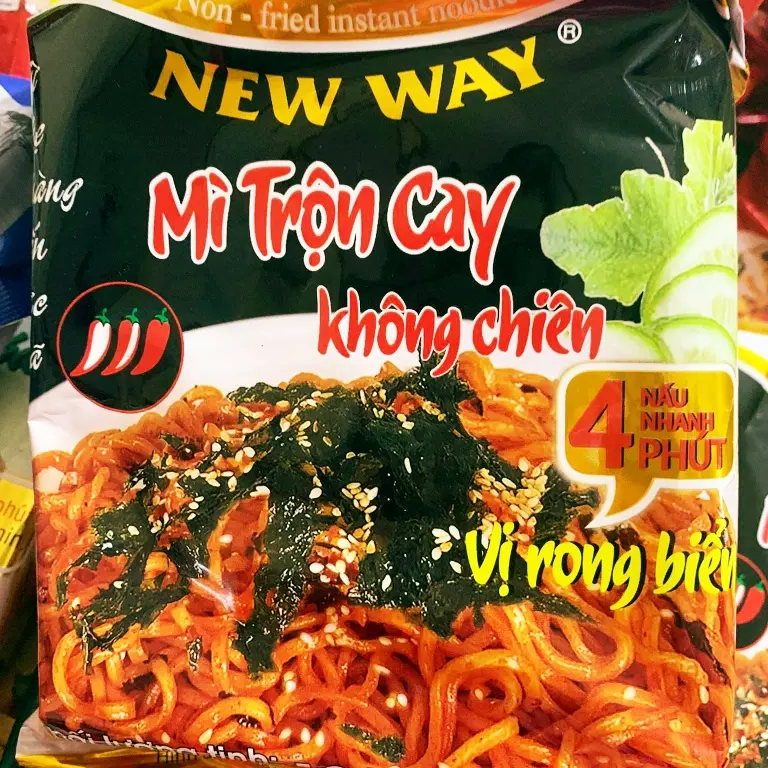 Non - fried instant noodle
NEW WAY ®
Mì Trộn Cay
không chiên
4 NẤU
NHANH
PHÚT
Vị rong biển